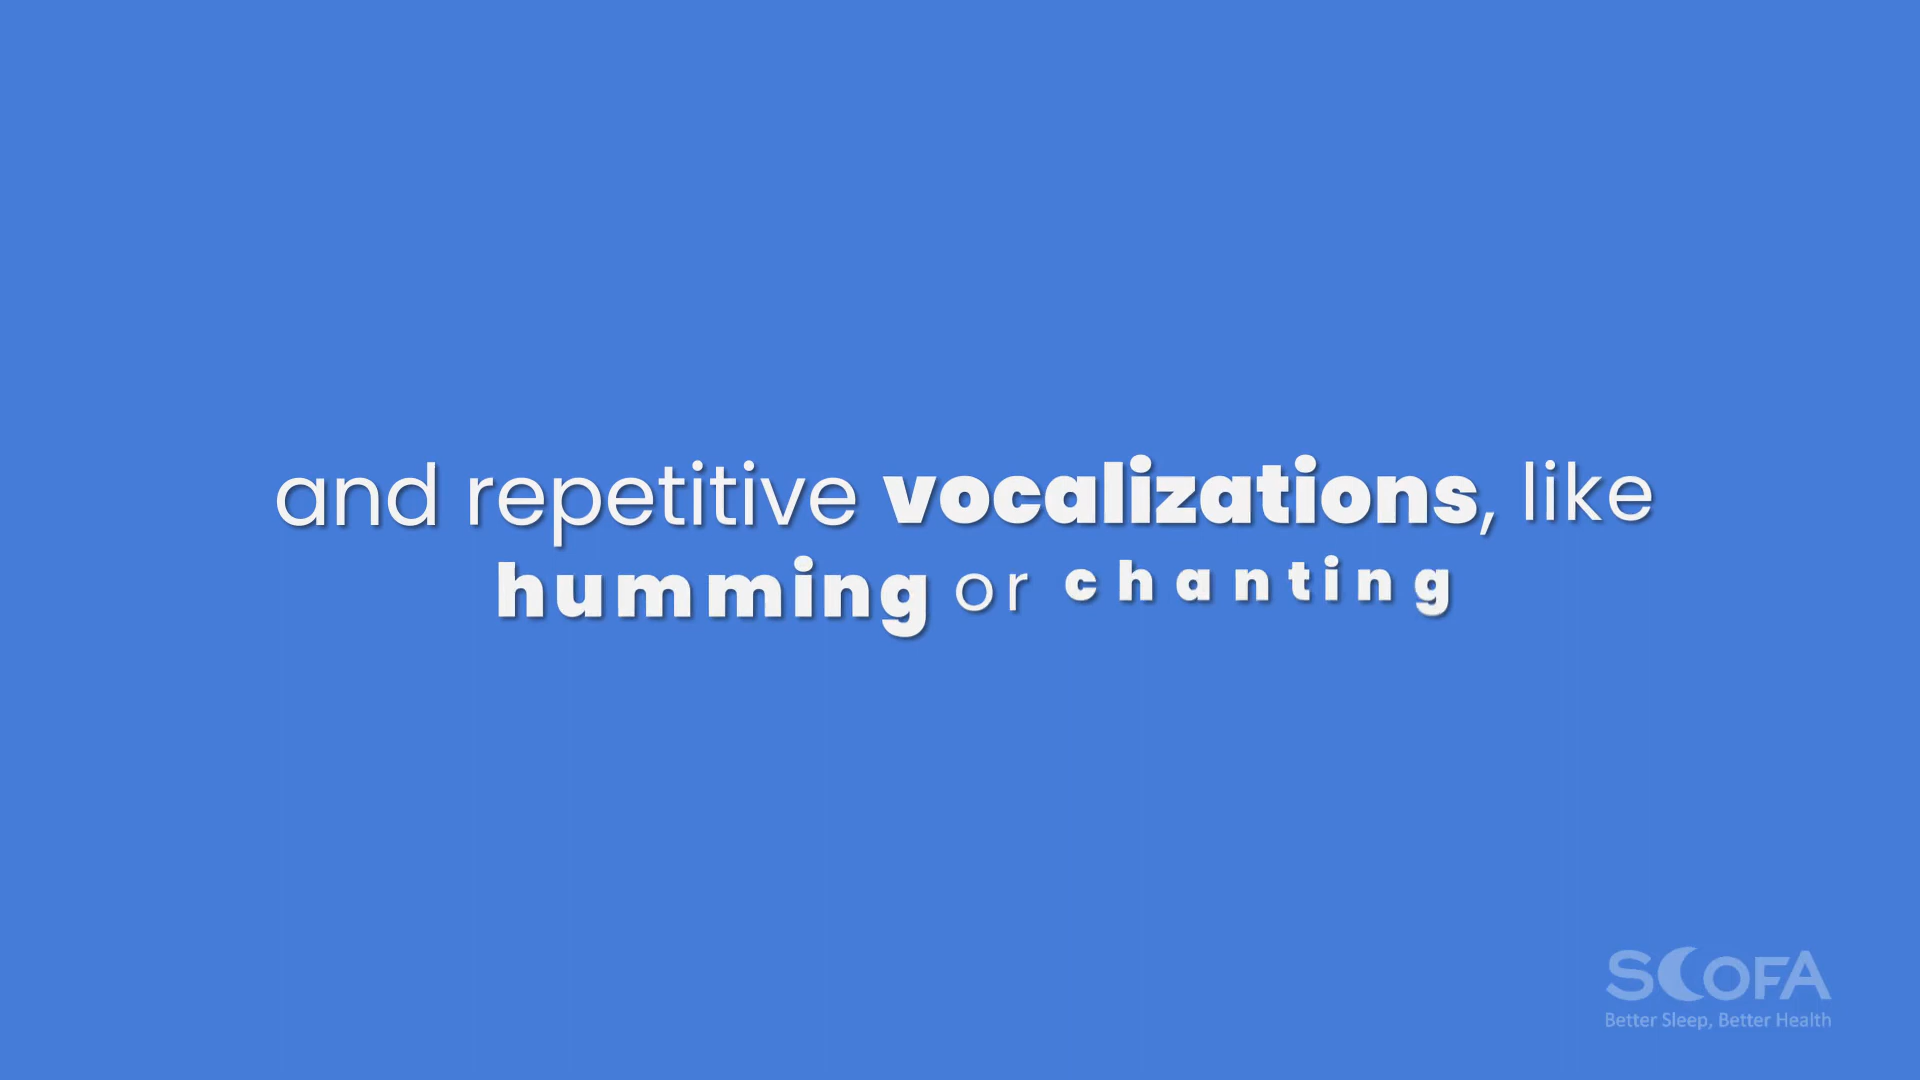 and repetitive vocalizations, like
humming or chanting
SCOFA
Better Sleep, Better Health